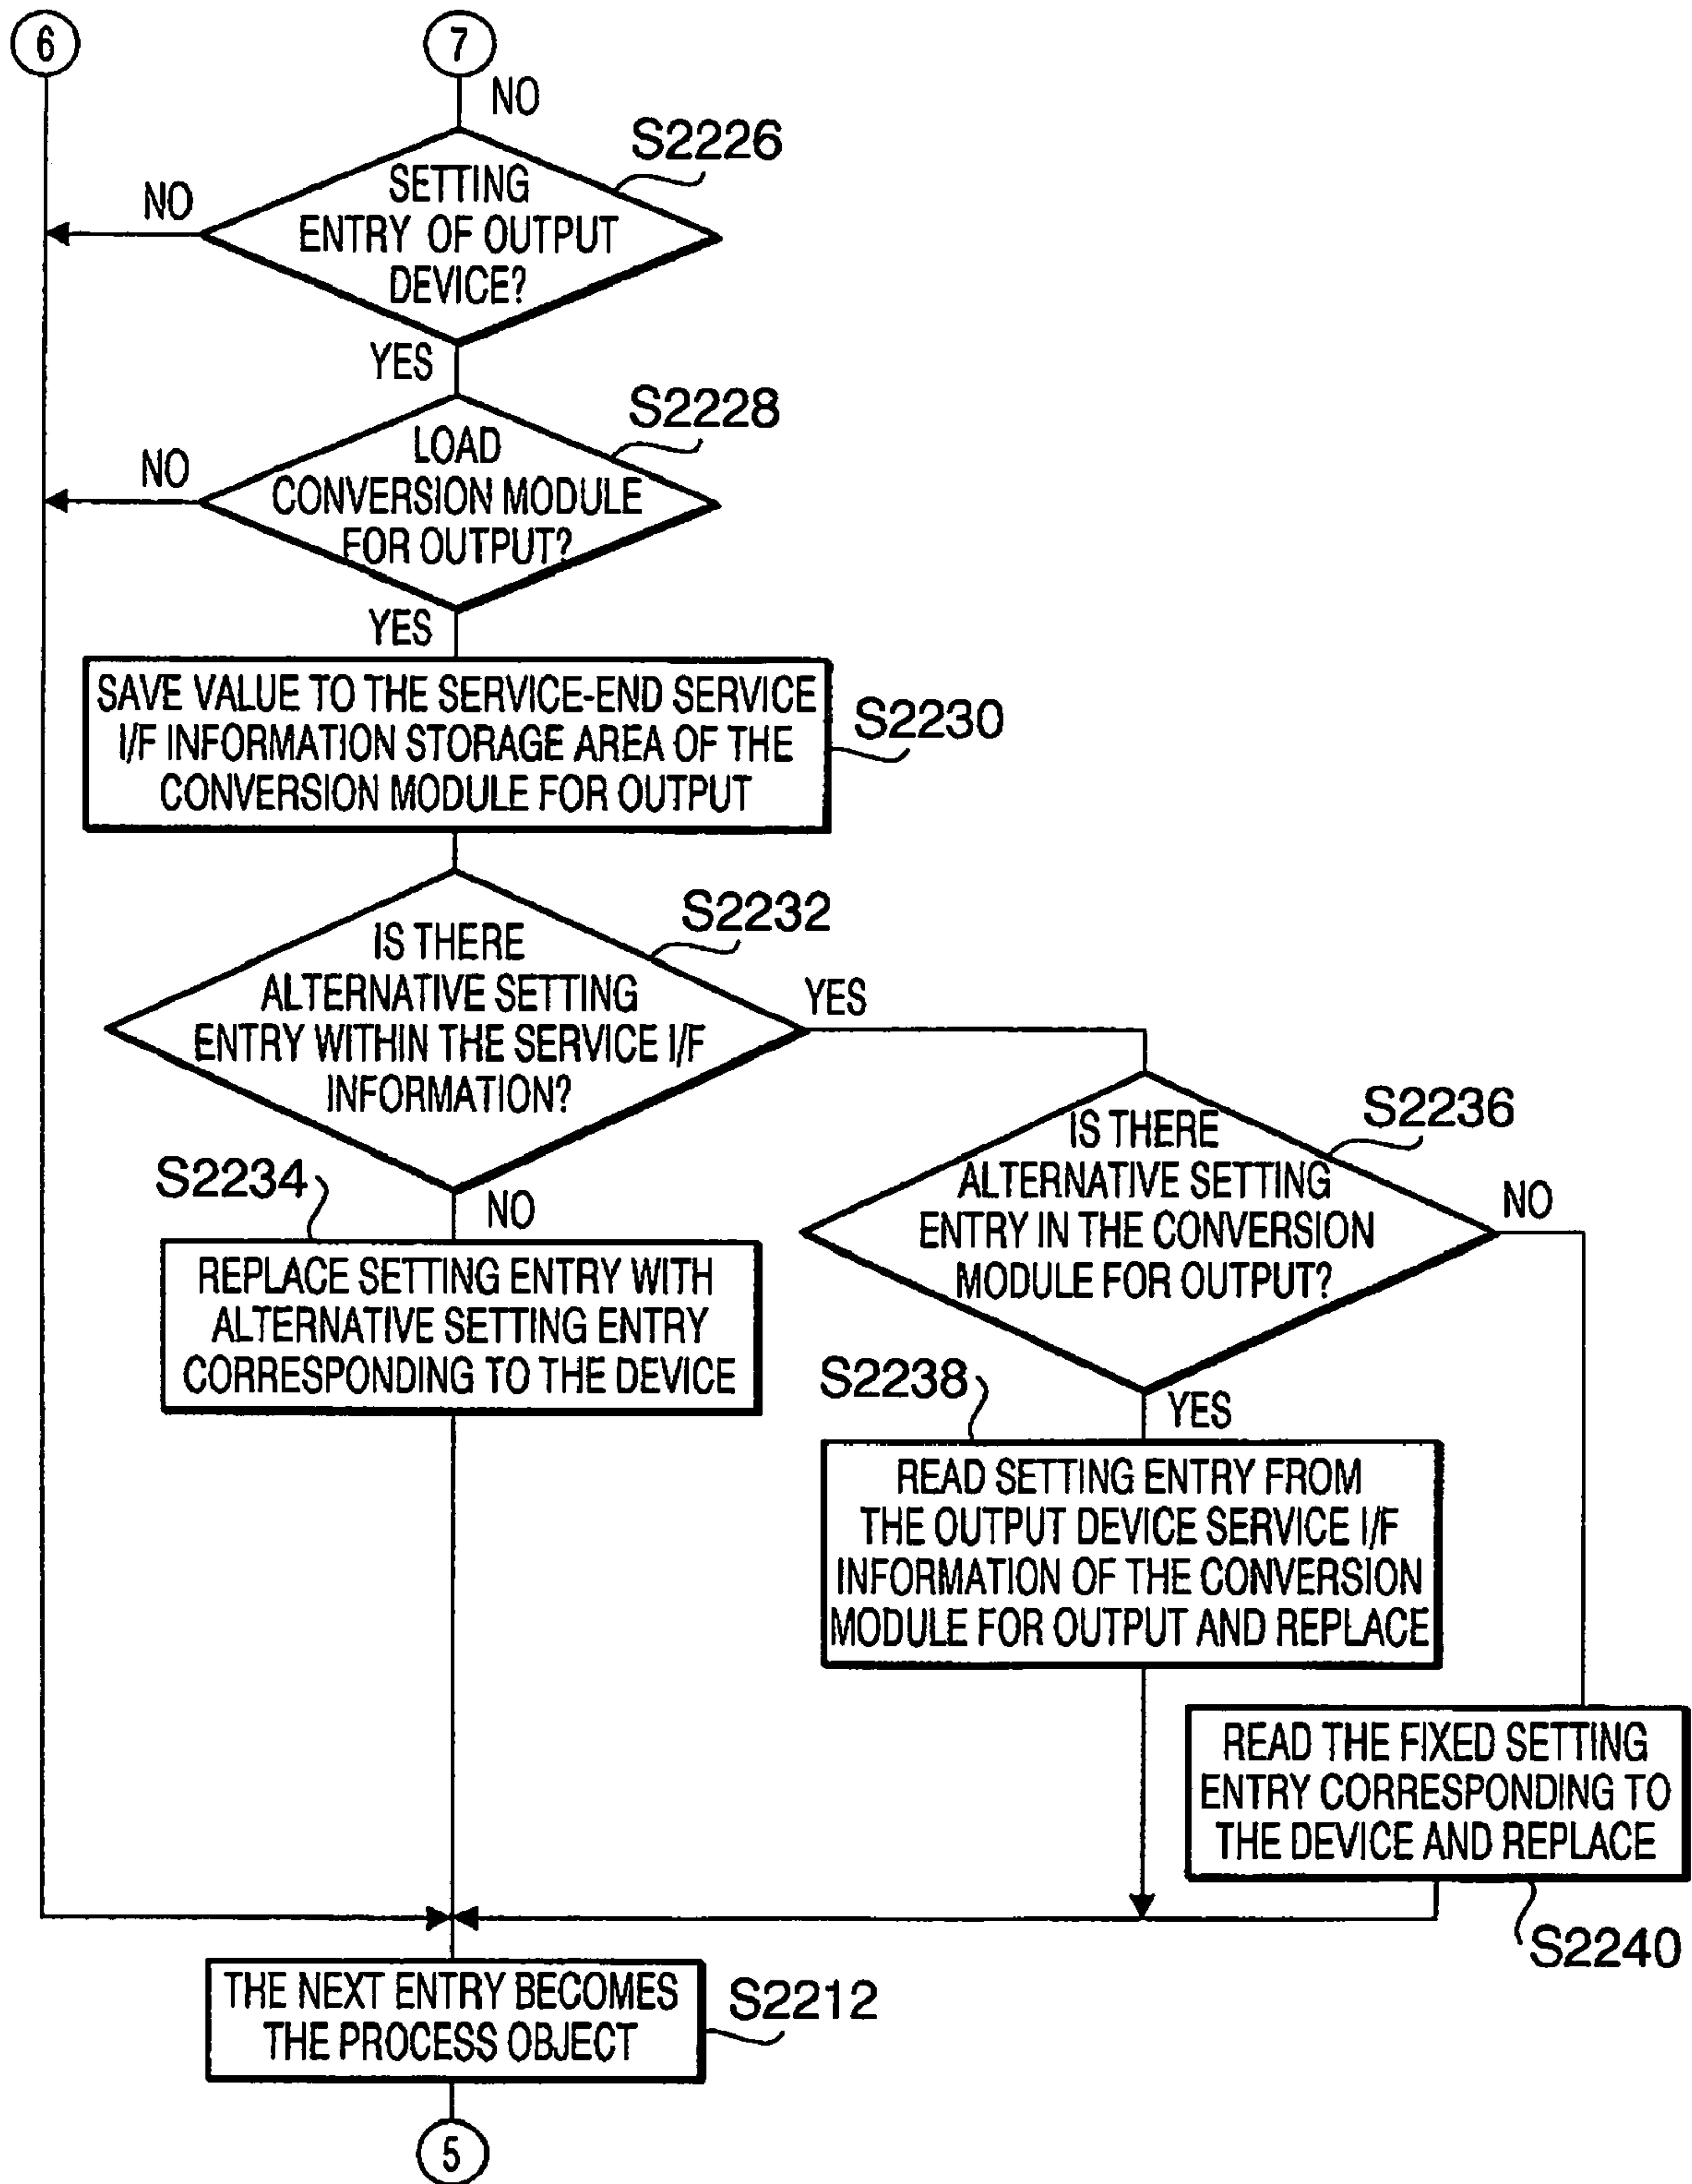 6
7
NO
S2226
SETTING
ENTRY OF OUTPUT
DEVICE?
NO
YES
S2228
LOAD
CONVERSION MODULE
FOR OUTPUT?
NO
YES
SAVE VALUE TO THE SERVICE-END SERVICE
I/F INFORMATION STORAGE AREA OF THE
CONVERSION MODULE FOR OUTPUT
S2230
S2232
IS THERE
ALTERNATIVE SETTING
ENTRY WITHIN THE SERVICE I/F
INFORMATION?
YES
S2234
NO
REPLACE SETTING ENTRY WITH
ALTERNATIVE SETTING ENTRY
CORRESPONDING TO THE DEVICE
S2236
IS THERE
ALTERNATIVE SETTING
ENTRY IN THE CONVERSION
MODULE FOR OUTPUT?
NO
S2238
YES
READ SETTING ENTRY FROM
THE OUTPUT DEVICE SERVICE I/F
INFORMATION OF THE CONVERSION
MODULE FOR OUTPUT AND REPLACE
READ THE FIXED SETTING
ENTRY CORRESPONDING TO
THE DEVICE AND REPLACE
S2240
THE NEXT ENTRY BECOMES
THE PROCESS OBJECT
S2212
5